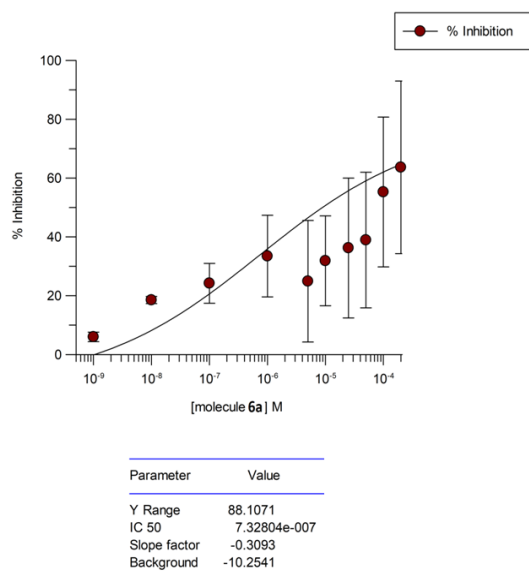 % Inhibition
100
80
60
40
20
0
% Inhibition
10⁻⁹ 10⁻⁸ 10⁻⁷ 10⁻⁶ 10⁻⁵ 10⁻⁴
[molecule 6a] M
Parameter Value
Y Range 88.1071
IC 50 7.32804e-007
Slope factor -0.3093
Background -10.2541